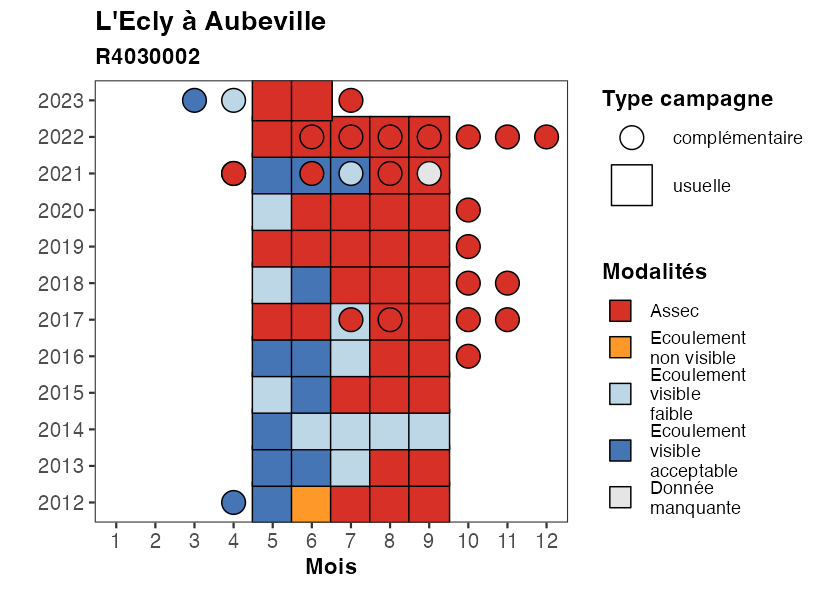 L'Ecly à Aubeville
R4030002
2023
2022
2021
2020
2019
2018
2017
2016
2015
2014
2013
2012
1 2 3 4 5 6 7 8 9 10 11 12
Mois
Type campagne
complémentaire
usuelle
Modalités
Assec
Ecoulement
non visible
Ecoulement
visible
faible
Ecoulement
visible
acceptable
Donnée
manquante